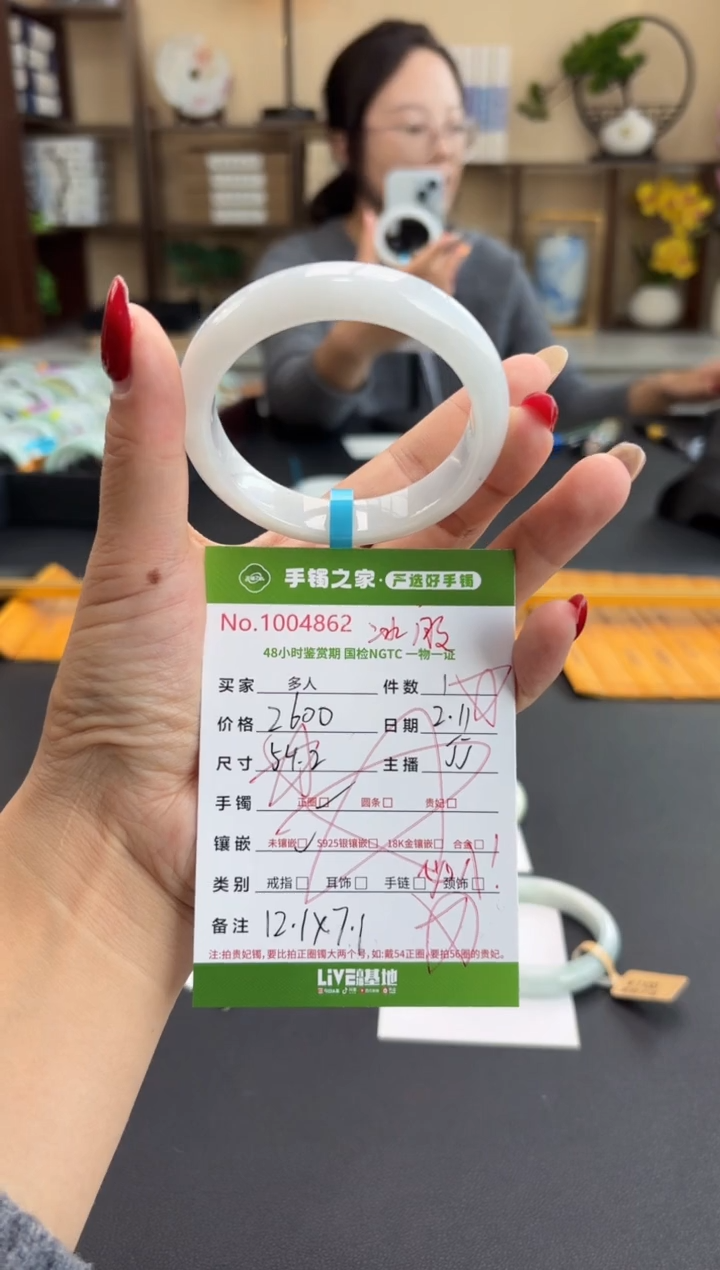 手镯之家·严选好手镯
No.1004862
48小时鉴赏期 国检NGTC 一物一证
买家 多人 件数 1
价格 2600 日期 2.11
尺寸 54.2 主播 JJ
手镯 正圈□ 圆条□ 贵妃□
镶嵌 未镶嵌□ S925银镶嵌□ 18K金镶嵌□ 合金□
类别 戒指□ 耳饰□ 手链□ 颈饰□
备注 12.1X7.1
注:拍贵妃镯,要比拍正圈镯大两个号,如:戴54正圈,要拍56圈的贵妃。
LiVE 基地